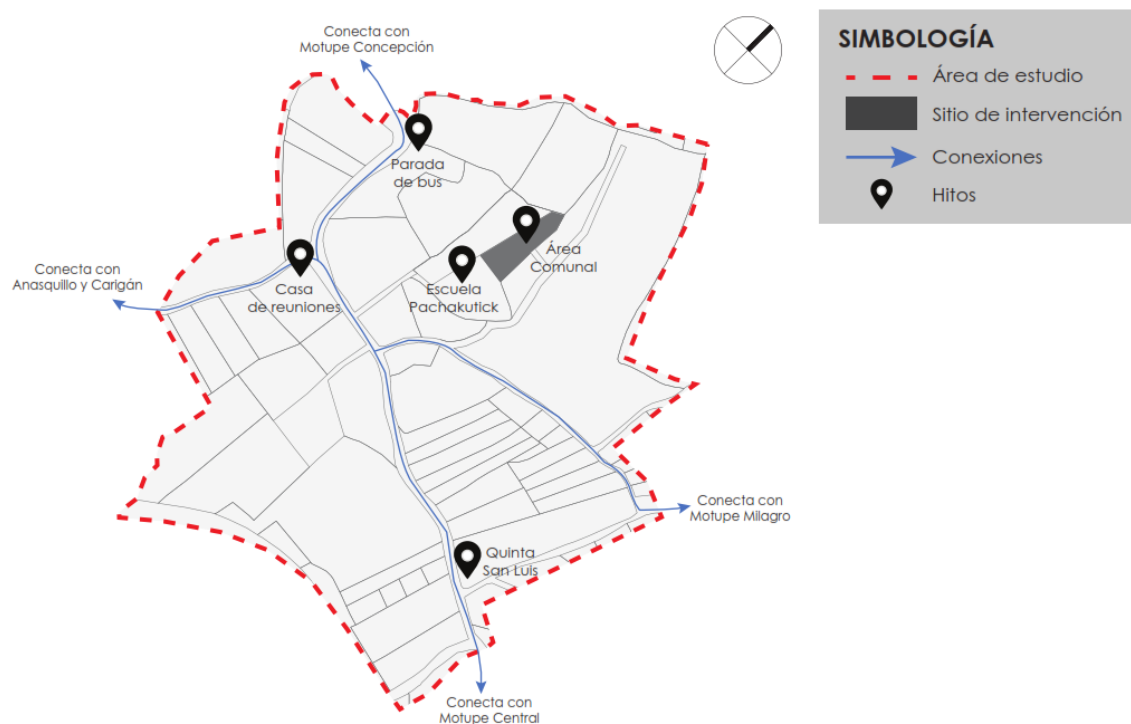 Conecta con
Motupe Concepción
SIMBOLOGÍA
Área de estudio
Sitio de intervención
Conexiones
Hitos
Parada
de bus
Área
Comunal
Escuela
Pachakutick
Casa
de reuniones
Conecta con
Anasquillo y Carigán
Conecta con
Motupe Milagro
Quinta
San Luis
Conecta con
Motupe Central